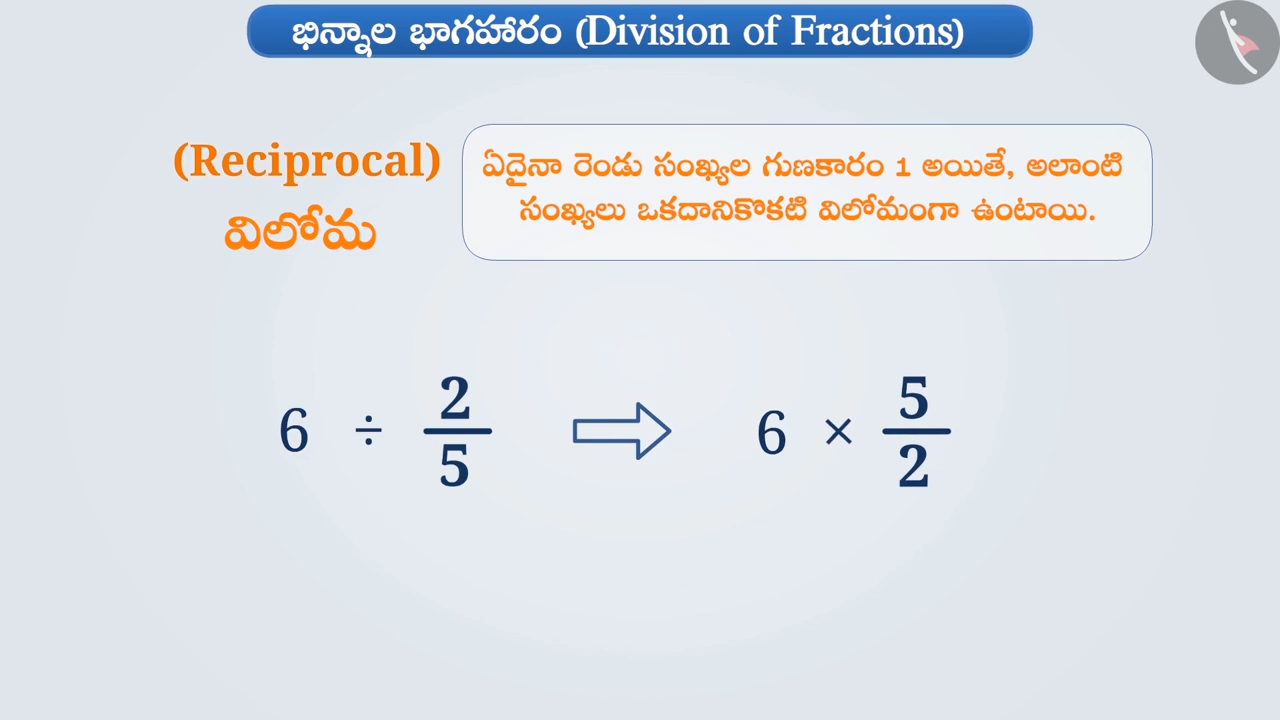 భిన్నాల భాగహారం (Division of Fractions)
(Reciprocal)
విలోమ
ఏదైనా రెండు సంఖ్యల గుణకారం 1 అయితే, అలాంటి
సంఖ్యలు ఒకదానికొకటి విలోమంగా ఉంటాయి.
6 ÷ 2/5 ⇨ 6 × 5/2